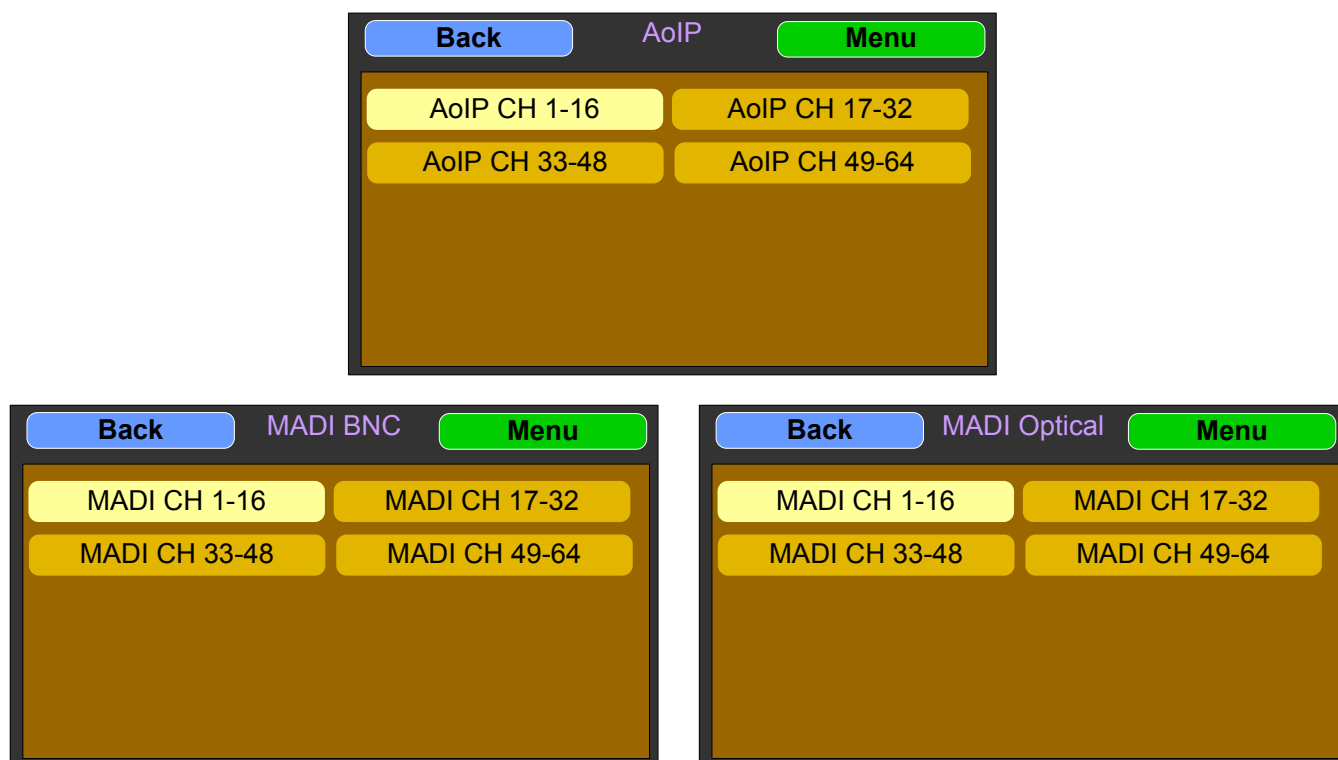 Back AoIP Menu
AoIP CH 1-16 AoIP CH 17-32
AoIP CH 33-48 AoIP CH 49-64
Back MADI BNC Menu
MADI CH 1-16 MADI CH 17-32
MADI CH 33-48 MADI CH 49-64
Back MADI Optical Menu
MADI CH 1-16 MADI CH 17-32
MADI CH 33-48 MADI CH 49-64